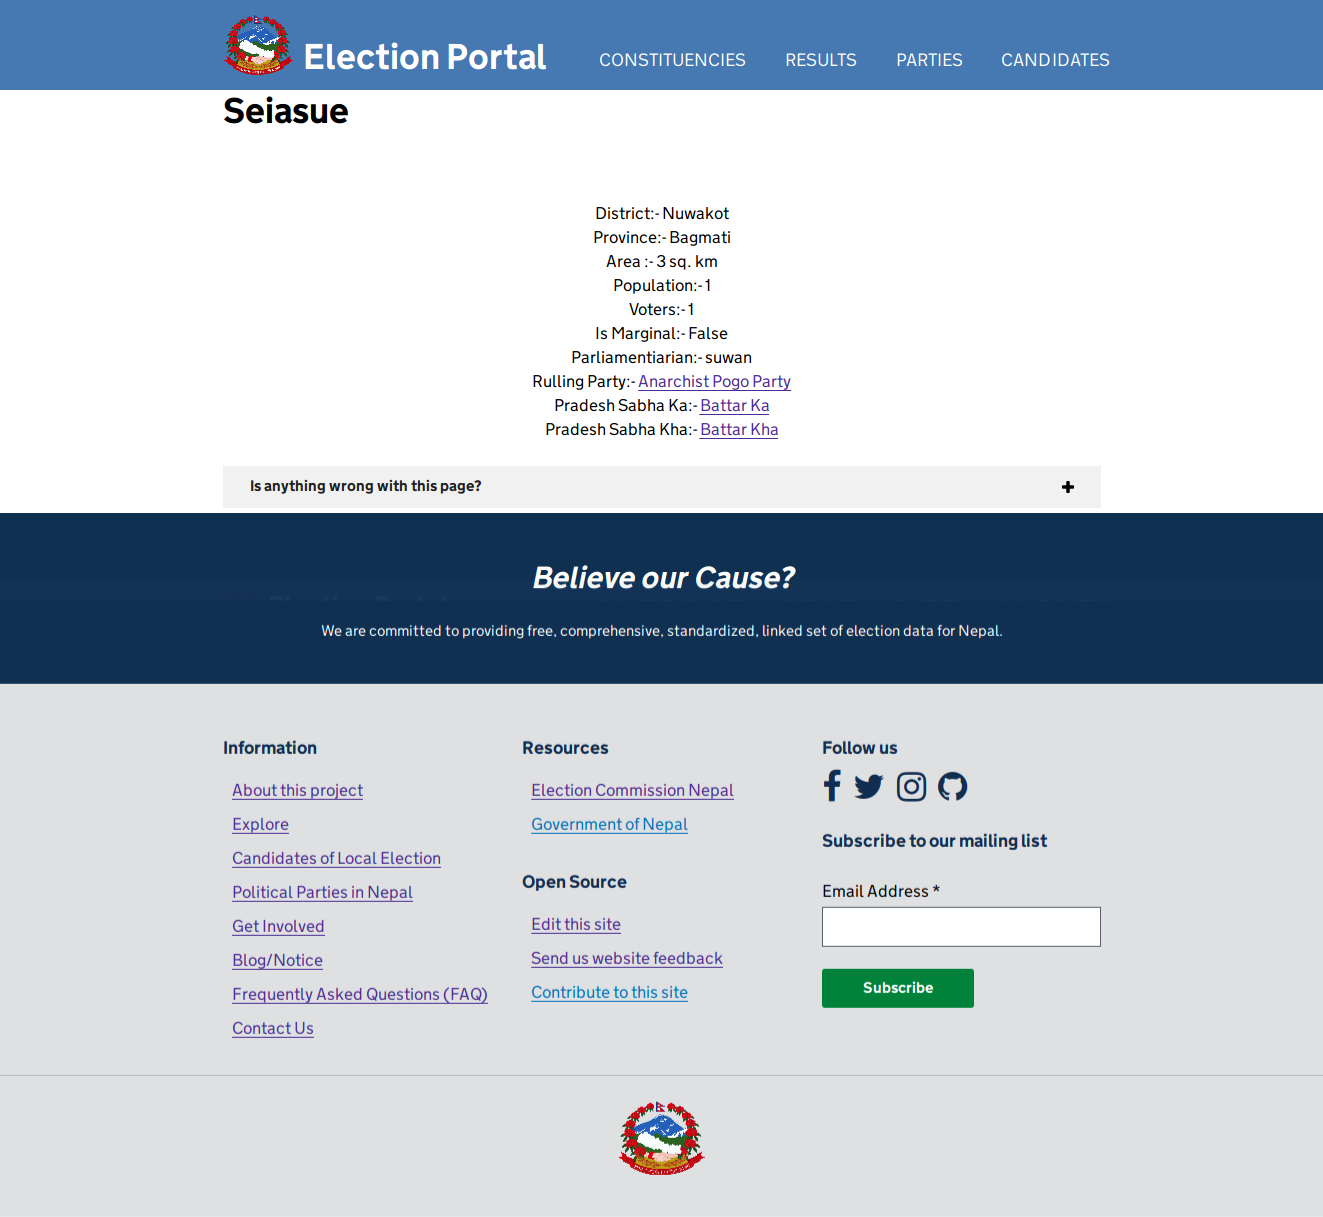 Election Portal
CONSTITUENCIES RESULTS PARTIES CANDIDATES
Seiasue
District:- Nuwakot
Province:- Bagmati
Area :- 3 sq. km
Population:- 1
Voters:- 1
Is Marginal:- False
Parliamentiarian:- suwan
Rulling Party:- Anarchist Pogo Party
Pradesh Sabha Ka:- Battar Ka
Pradesh Sabha Kha:- Battar Kha
Is anything wrong with this page?
Believe our Cause?
We are committed to providing free, comprehensive, standardized, linked set of election data for Nepal.
Information
About this project
Explore
Candidates of Local Election
Political Parties in Nepal
Get Involved
Blog/Notice
Frequently Asked Questions (FAQ)
Contact Us
Resources
Election Commission Nepal
Government of Nepal
Open Source
Edit this site
Send us website feedback
Contribute to this site
Follow us
Subscribe to our mailing list
Email Address *
Subscribe